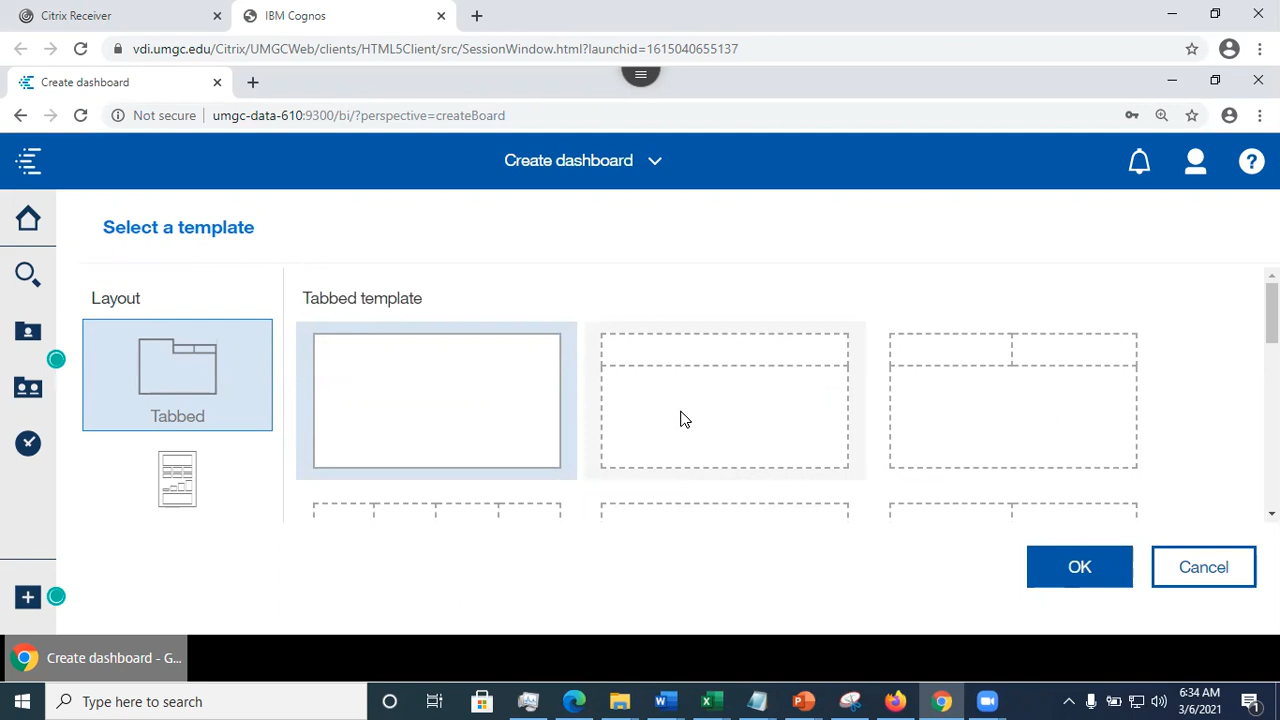 Citrix Receiver
IBM Cognos
vdi.umgc.edu/Citrix/UMGCWeb/clients/HTML5Client/src/SessionWindow.html?launchid=1615040655137
Create dashboard
Not secure umgc-data-610:9300/bi/?perspective=createBoard
Create dashboard
Select a template
Layout
Tabbed template
Tabbed
OK
Cancel
Create dashboard - G...
Type here to search
6:34 AM
3/6/2021
1